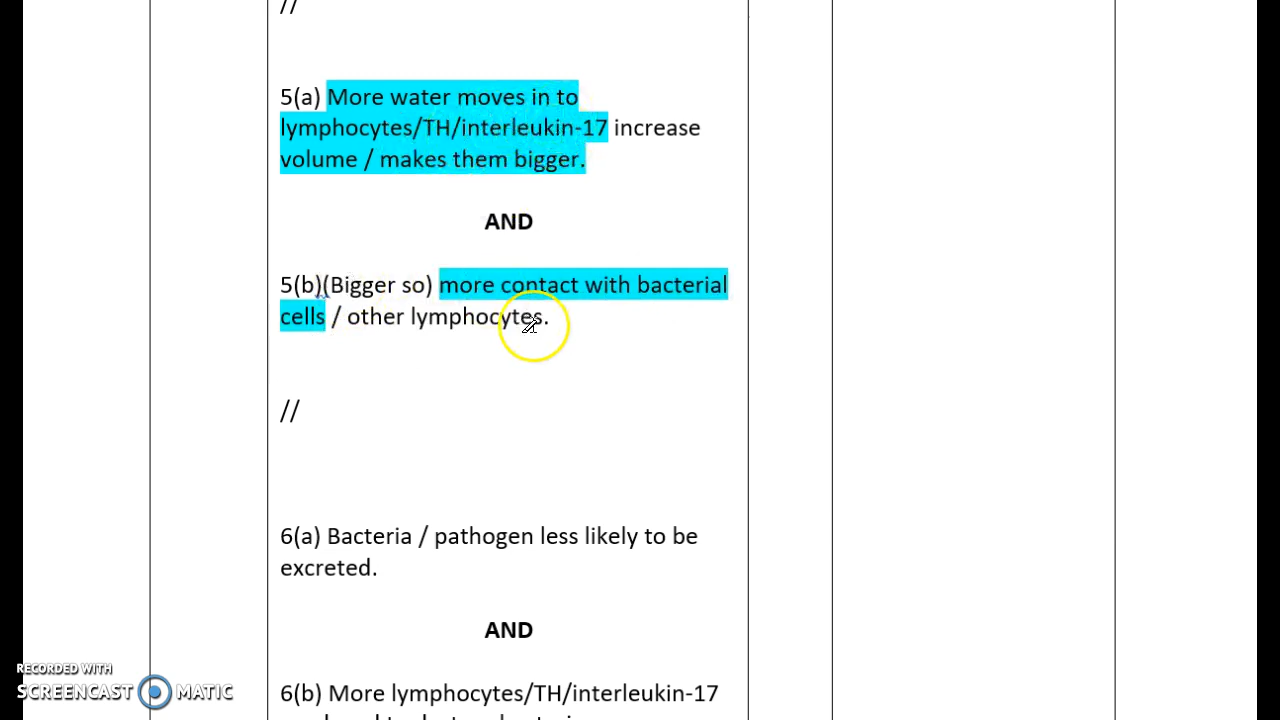 //
5(a) More water moves in to
lymphocytes/TH/interleukin-17 increase
volume / makes them bigger.
AND
5(b)(Bigger so) more contact with bacterial
cells / other lymphocytes.
//
6(a) Bacteria / pathogen less likely to be
excreted.
AND
6(b) More lymphocytes/TH/interleukin-17
RECORDED WITH
SCREENCAST MATIC